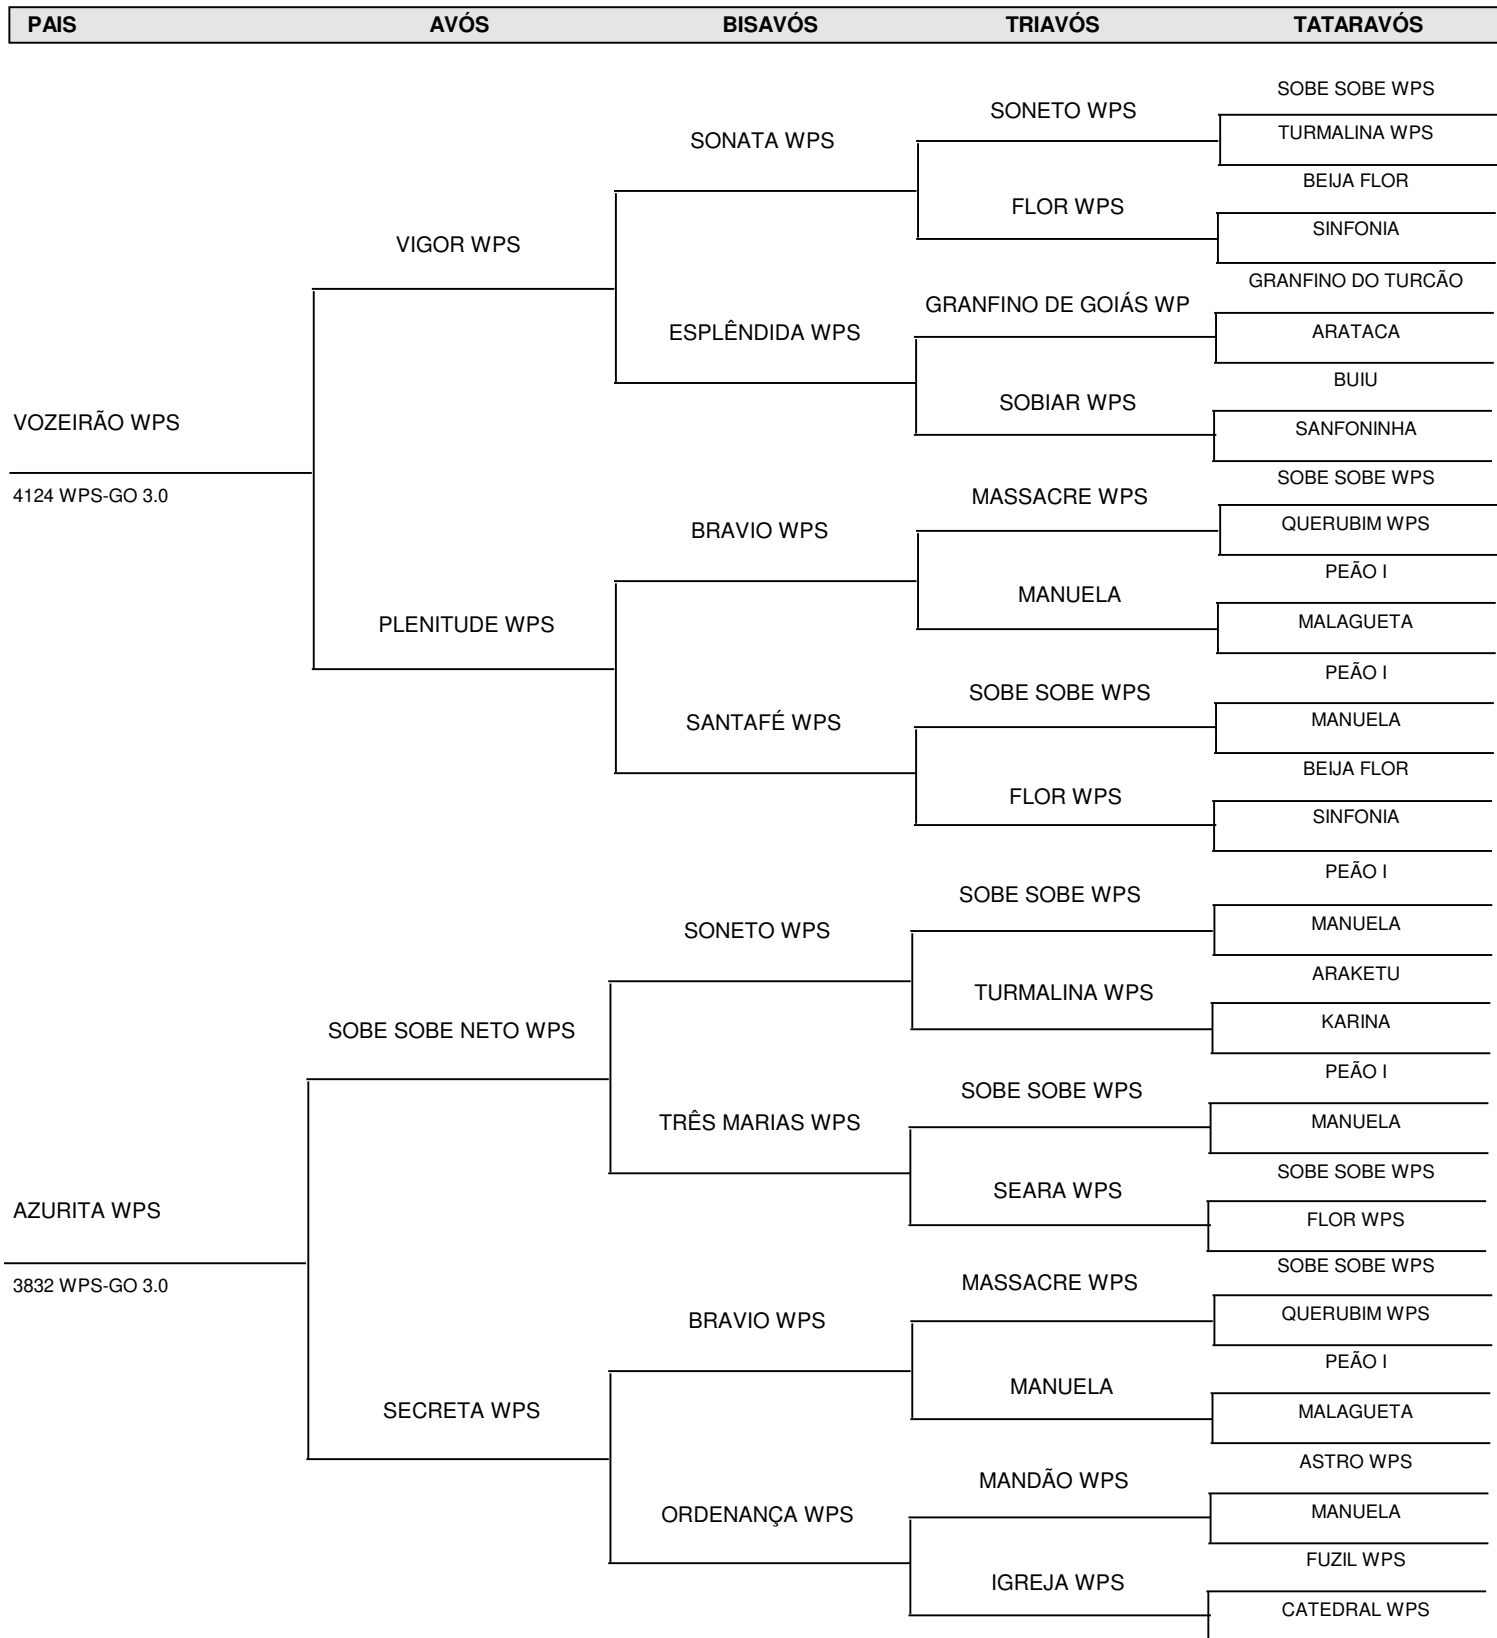 PAIS AVÓS BISAVÓS TRIAVÓS TATARAVÓS
SOBE SOBE WPS
SONETO WPS
TURMALINA WPS
SONATA WPS
BEIJA FLOR
FLOR WPS
SINFONIA
VIGOR WPS
GRANFINO DO TURCÃO
GRANFINO DE GOIÁS WP
ESPLÊNDIDA WPS
ARATACA
BUIU
SOBIAR WPS
VOZEIRÃO WPS
SANFONINHA
SOBE SOBE WPS
4124 WPS-GO 3.0
MASSACRE WPS
QUERUBIM WPS
BRAVIO WPS
PEÃO I
MANUELA
MALAGUETA
PLENITUDE WPS
PEÃO I
SOBE SOBE WPS
SANTAFÉ WPS
MANUELA
BEIJA FLOR
FLOR WPS
SINFONIA
PEÃO I
SOBE SOBE WPS
MANUELA
SONETO WPS
ARAKETU
TURMALINA WPS
KARINA
SOBE SOBE NETO WPS
PEÃO I
SOBE SOBE WPS
TRÊS MARIAS WPS
MANUELA
SOBE SOBE WPS
SEARA WPS
AZURITA WPS
FLOR WPS
SOBE SOBE WPS
3832 WPS-GO 3.0
MASSACRE WPS
QUERUBIM WPS
BRAVIO WPS
PEÃO I
MANUELA
SECRETA WPS
MALAGUETA
ASTRO WPS
MANDÃO WPS
ORDENANÇA WPS
MANUELA
FUZIL WPS
IGREJA WPS
CATEDRAL WPS